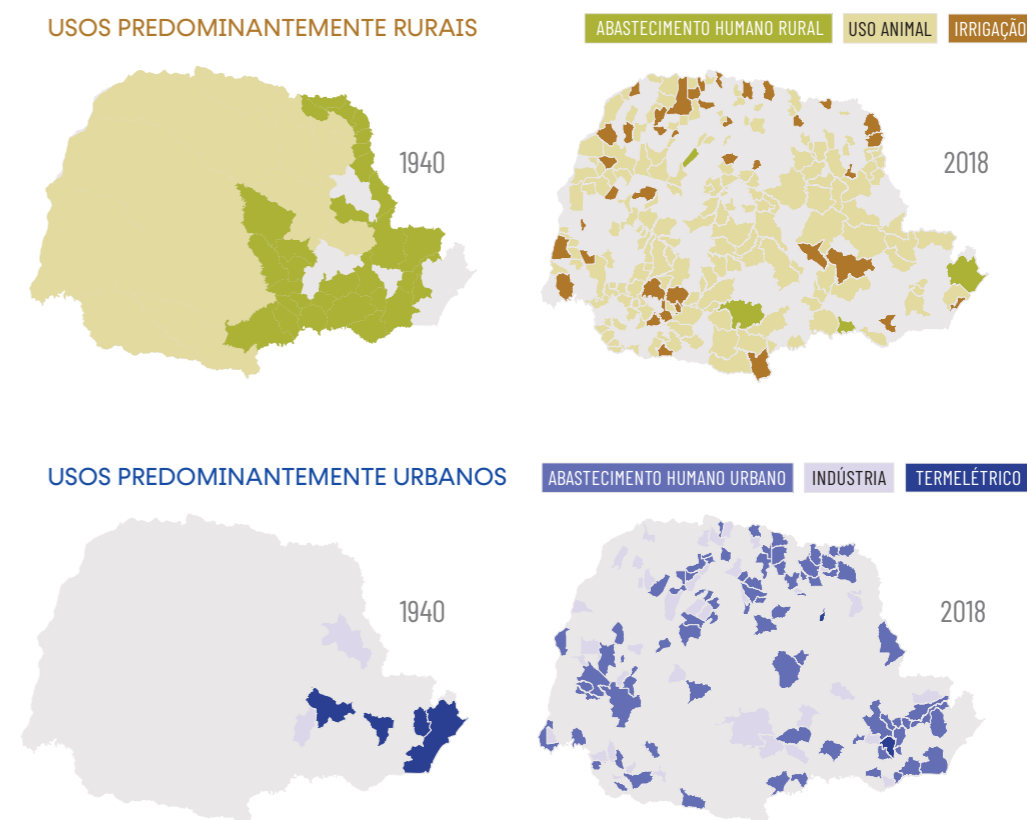 USOS PREDOMINANTEMENTE RURAIS
ABASTECIMENTO HUMANO RURAL USO ANIMAL IRRIGAÇÃO
1940
2018
USOS PREDOMINANTEMENTE URBANOS
ABASTECIMENTO HUMANO URBANO INDÚSTRIA TERMELÉTRICO
1940
2018